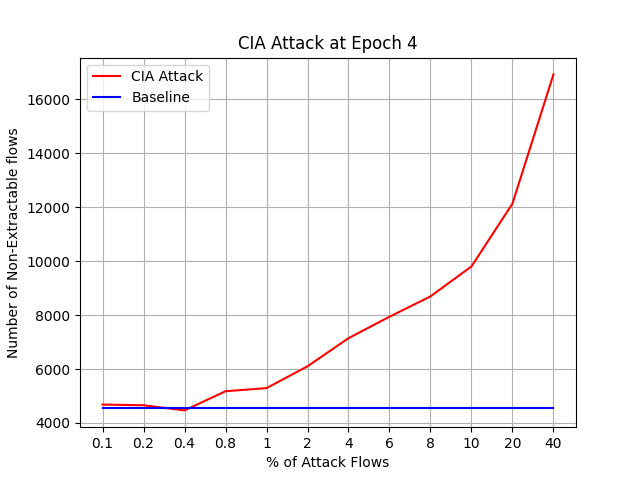 CIA Attack at Epoch 4
CIA Attack
Baseline
Number of Non-Extractable flows
16000
14000
12000
10000
8000
6000
4000
0.1 0.2 0.4 0.8 1 2 4 6 8 10 20 40
% of Attack Flows